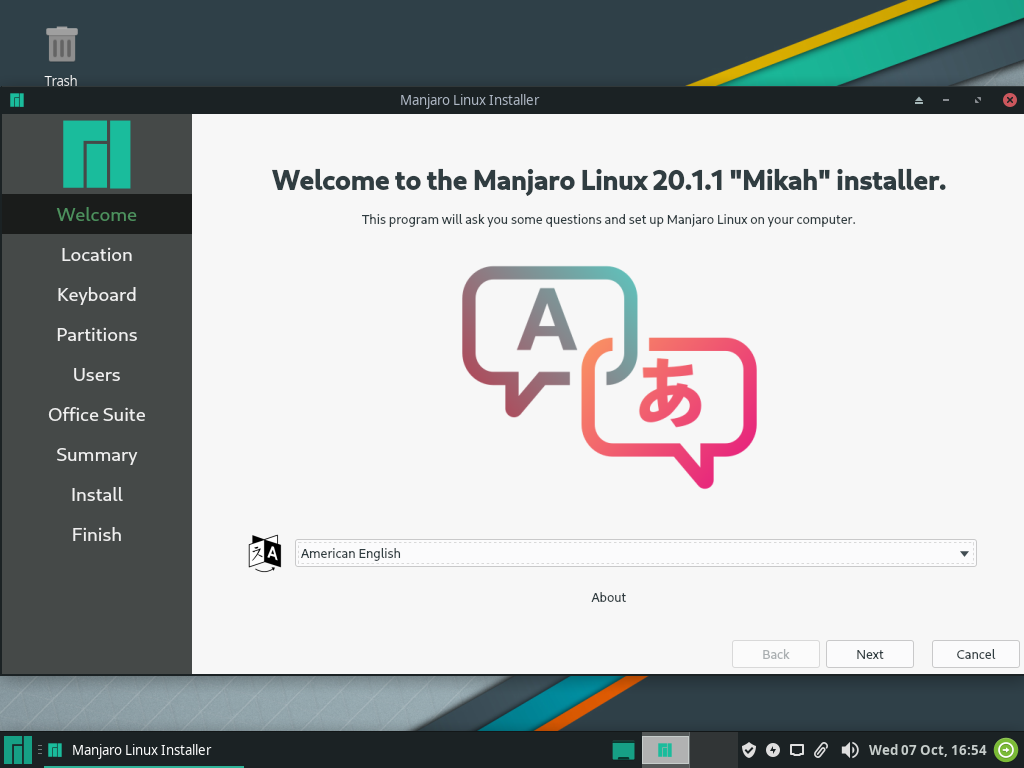 Trash
Manjaro Linux Installer
Welcome
Location
Keyboard
Partitions
Users
Office Suite
Summary
Install
Finish
Welcome to the Manjaro Linux 20.1.1 "Mikah" installer.
This program will ask you some questions and set up Manjaro Linux on your computer.
A
あ
A
American English
About
Back Next Cancel
Manjaro Linux Installer
Wed 07 Oct, 16:54